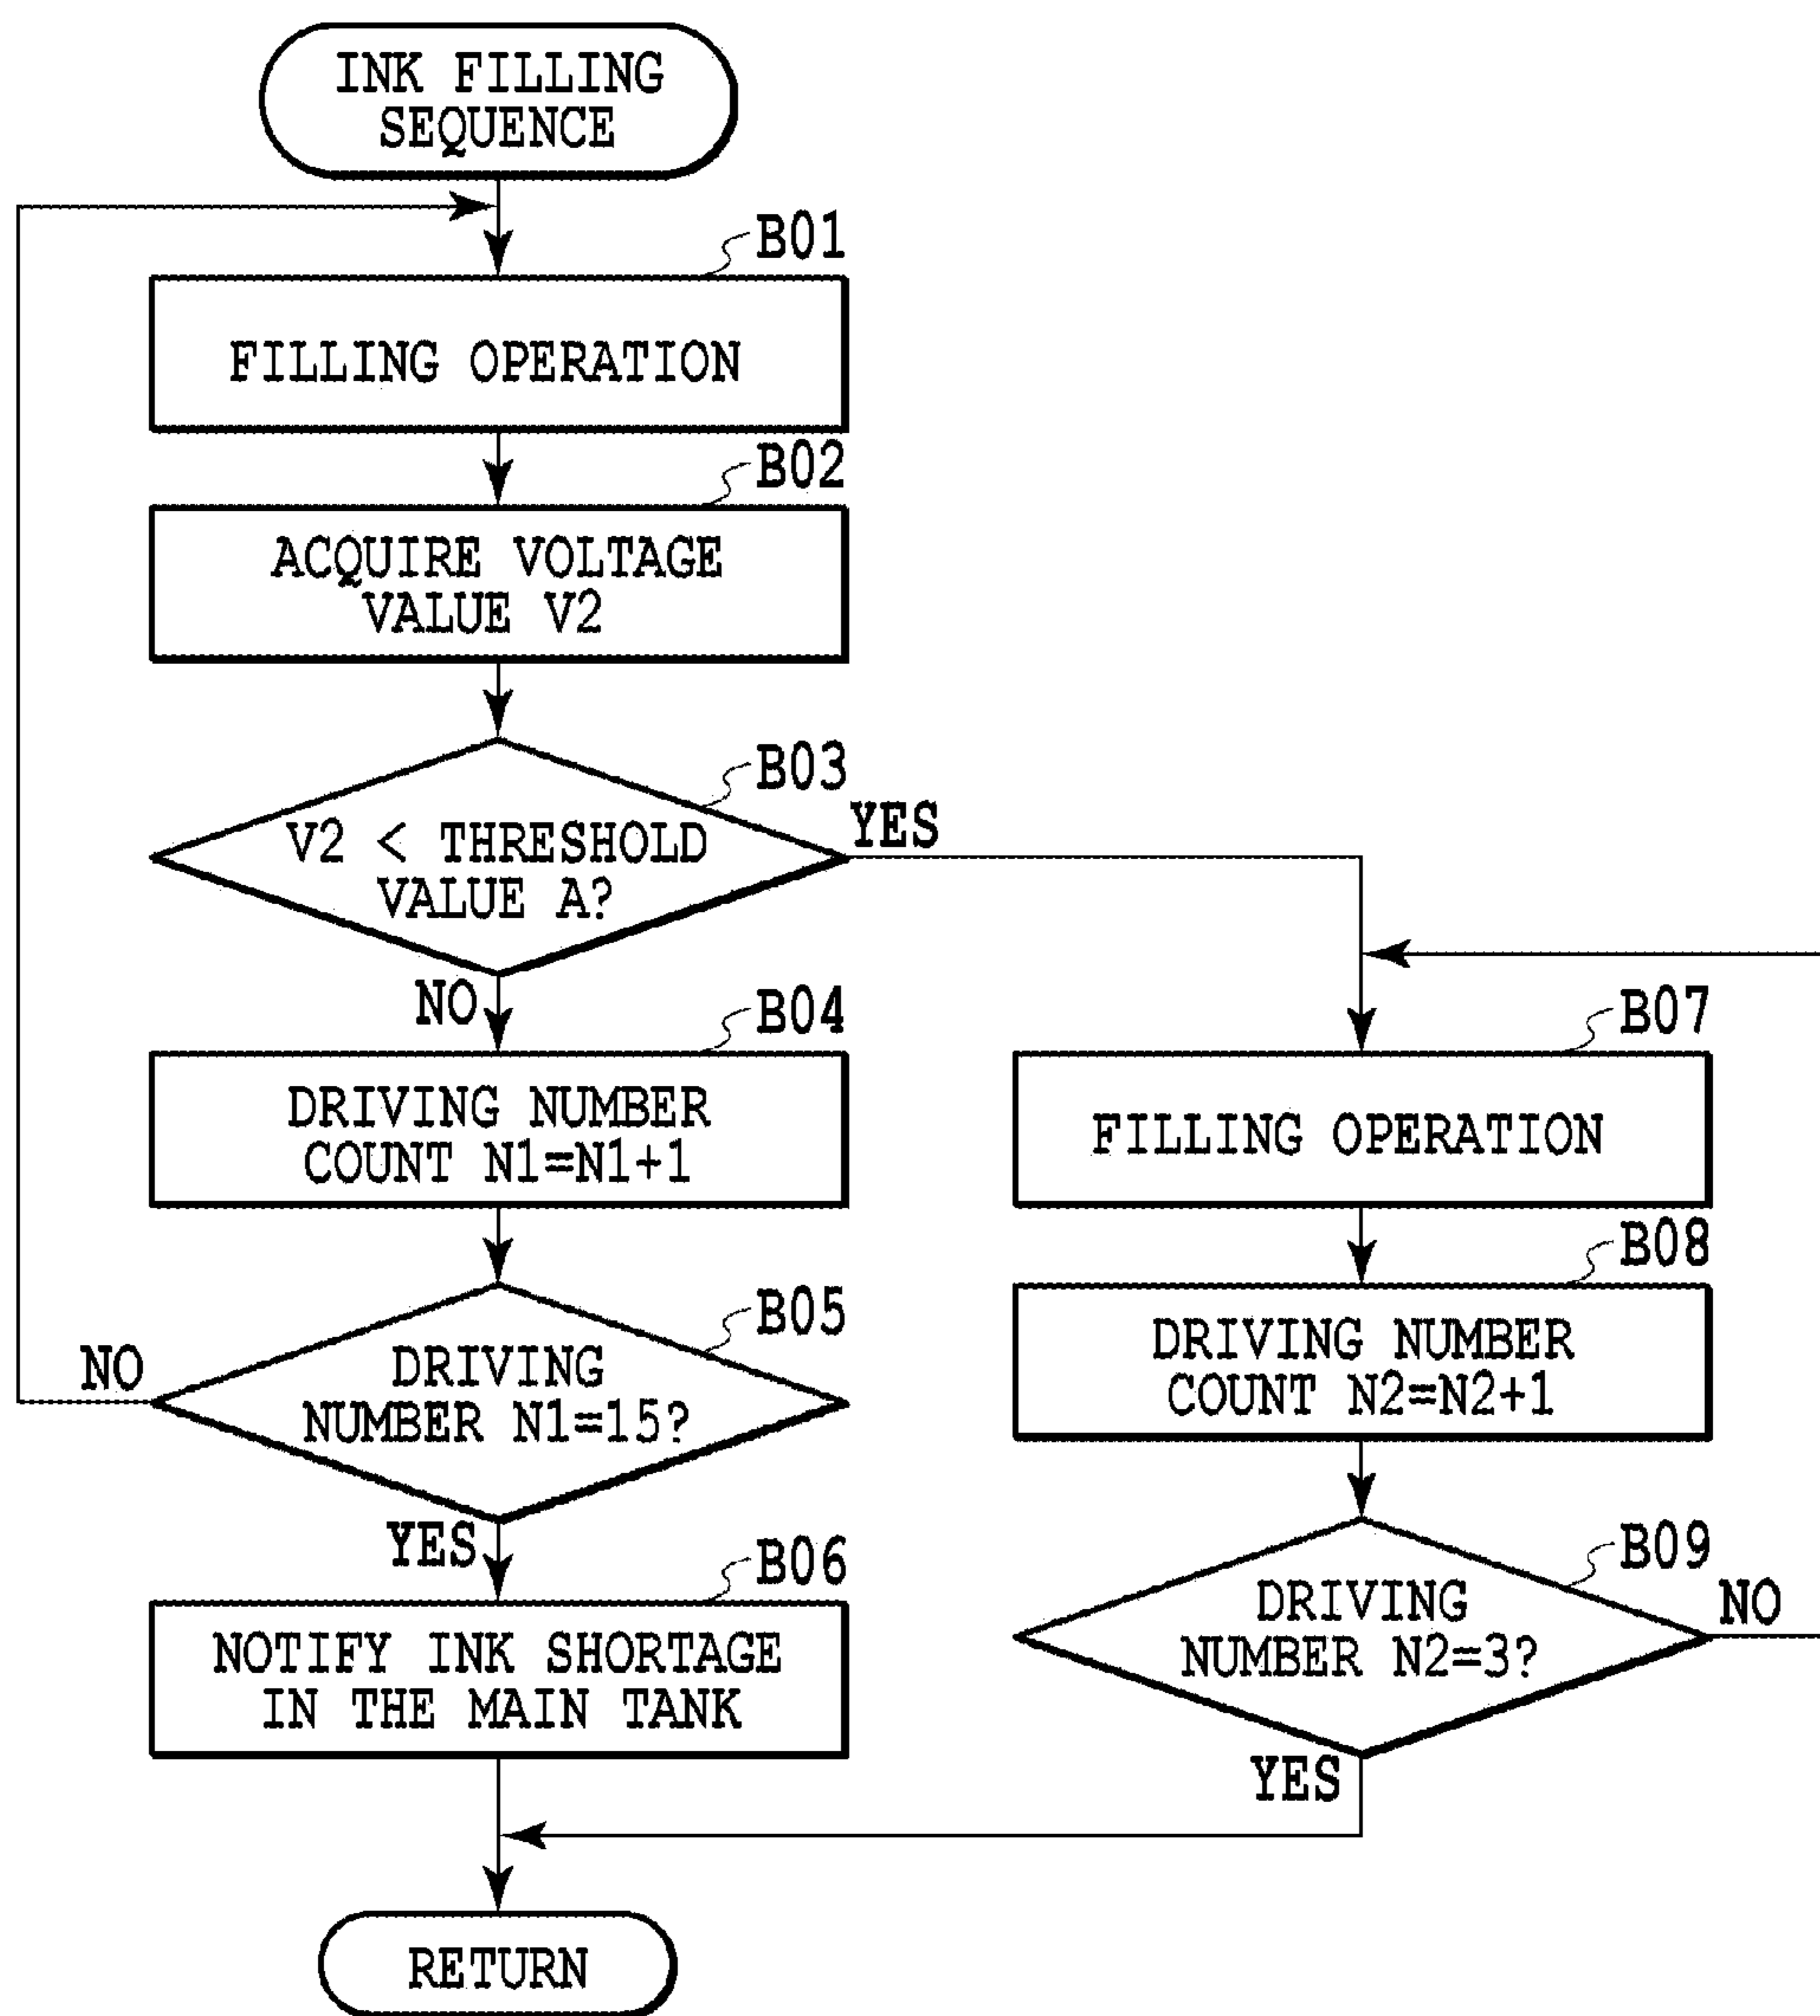 INK FILLING
SEQUENCE
B01
FILLING OPERATION
B02
ACQUIRE VOLTAGE
VALUE V2
B03
V2 < THRESHOLD
VALUE A?
YES
NO
B04
DRIVING NUMBER
COUNT N1=N1+1
B05
DRIVING
NUMBER N1=15?
NO
YES
B06
NOTIFY INK SHORTAGE
IN THE MAIN TANK
B07
FILLING OPERATION
B08
DRIVING NUMBER
COUNT N2=N2+1
B09
DRIVING
NUMBER N2=3?
NO
YES
RETURN